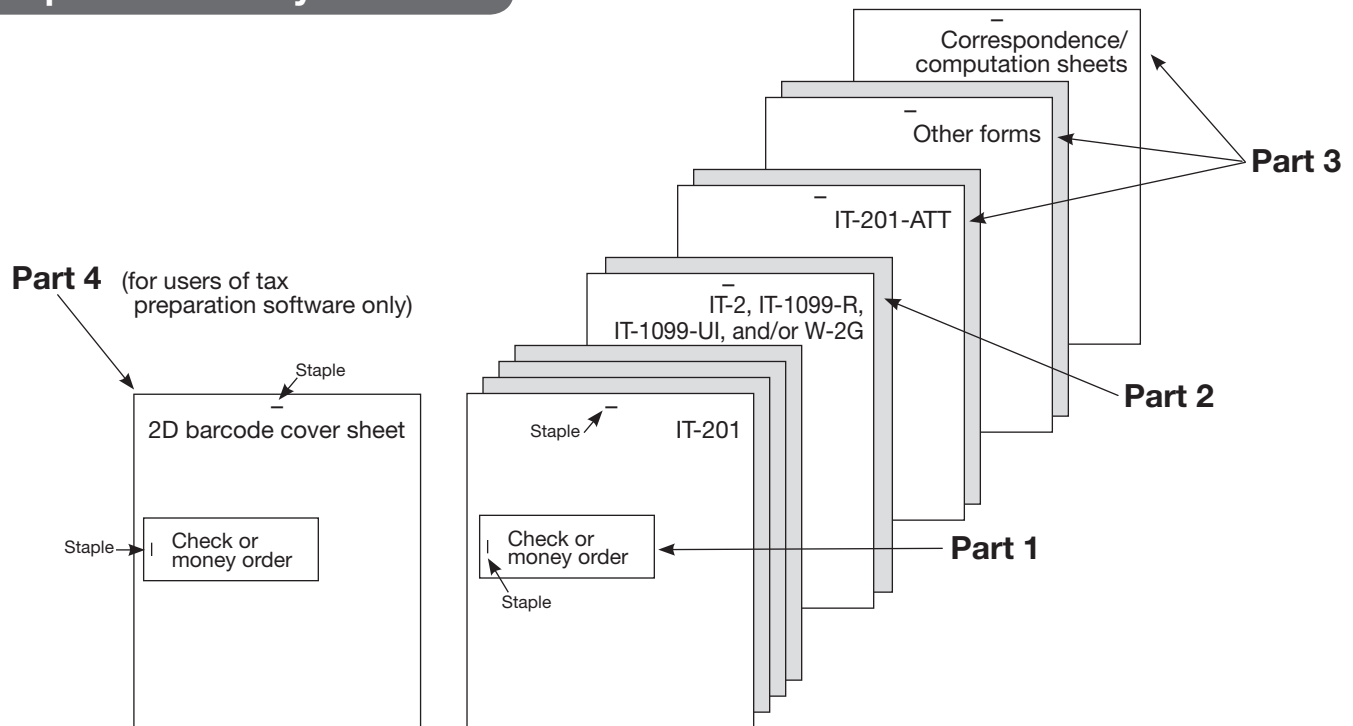 Correspondence/
computation sheets
Other forms
Part 3
IT-201-ATT
Part 4 (for users of tax
preparation software only)
IT-2, IT-1099-R,
IT-1099-UI, and/or W-2G
Part 2
Staple
2D barcode cover sheet
Staple
IT-201
Staple
Check or
money order
Check or
money order
Part 1
Staple